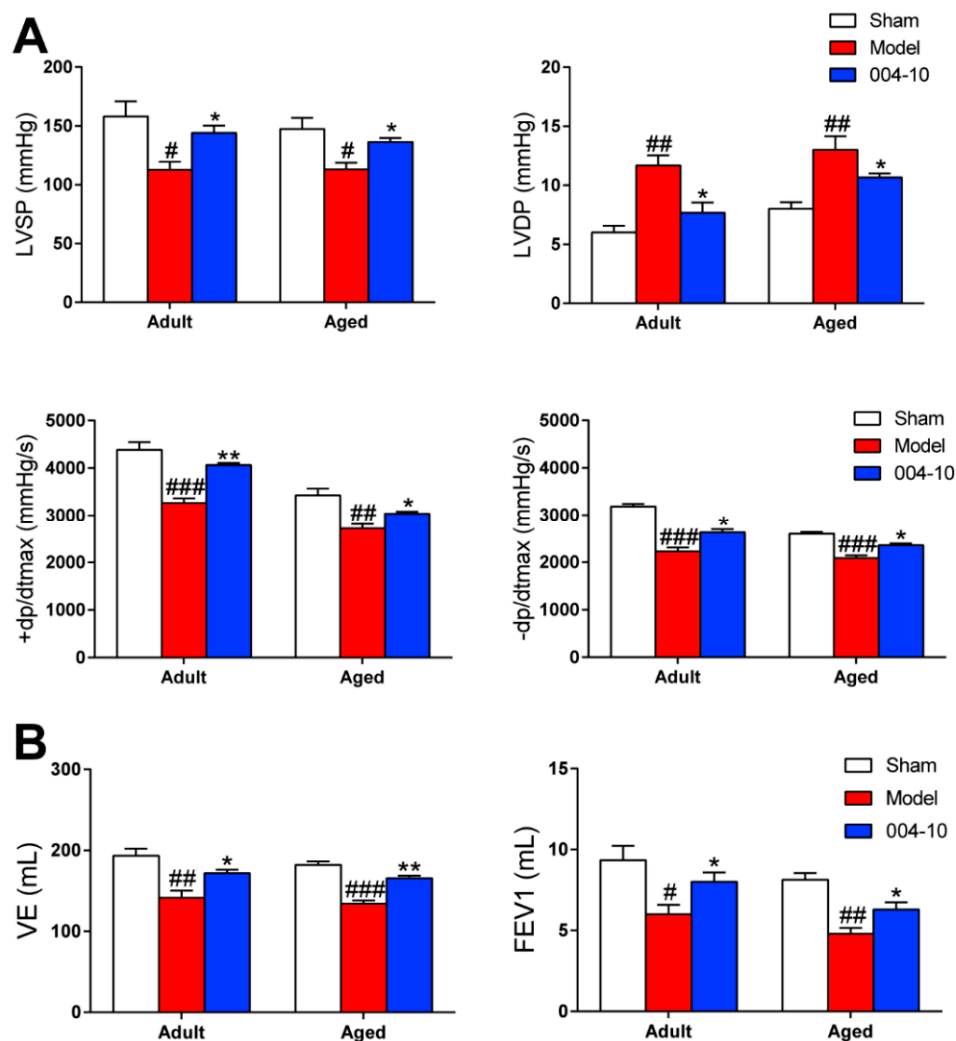 A
Sham
Model
004-10
LVSP (mmHg)
200
150
100
50
0
#
*
#
*
Adult
Aged
LVDP (mmHg)
20
15
10
5
0
##
*
##
*
Adult
Aged
+dp/dtmax (mmHg/s)
5000
4000
3000
2000
1000
0
###
**
##
*
Adult
Aged
Sham
Model
004-10
-dp/dtmax (mmHg/s)
5000
4000
3000
2000
1000
0
###
*
###
*
Adult
Aged
B
VE (mL)
300
200
100
0
##
*
###
**
Adult
Aged
Sham
Model
004-10
FEV1 (mL)
15
10
5
0
#
*
##
*
Adult
Aged